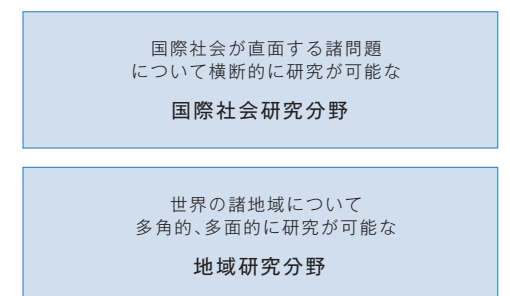 国際社会が直面する諸問題
について横断的に研究が可能な
国際社会研究分野
世界の諸地域について
多角的、多面的に研究が可能な
地域研究分野